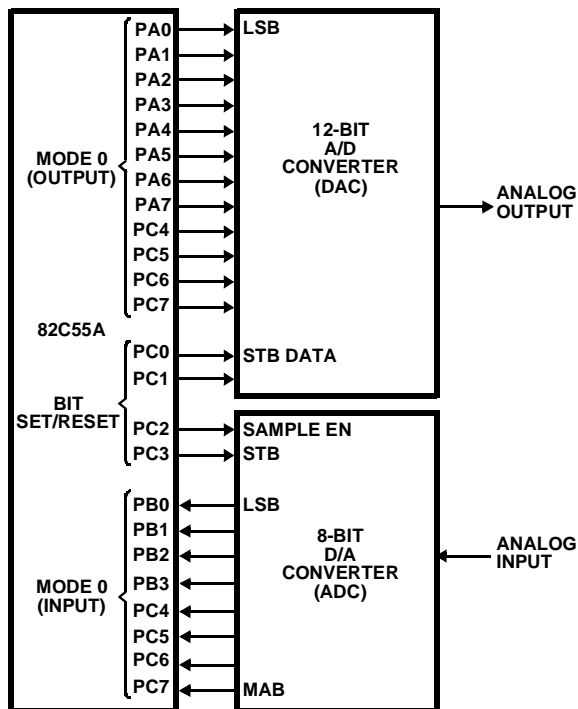 PA0
PA1
PA2
PA3
PA4
PA5
PA6
PA7
PC4
PC5
PC6
PC7
MODE 0
(OUTPUT)
LSB
12-BIT
A/D
CONVERTER
(DAC)
ANALOG
OUTPUT
82C55A
PC0
PC1
PC2
PC3
BIT
SET/RESET
STB DATA
SAMPLE EN
STB
PB0
PB1
PB2
PB3
PC4
PC5
PC6
PC7
MODE 0
(INPUT)
LSB
8-BIT
D/A
CONVERTER
(ADC)
MAB
ANALOG
INPUT